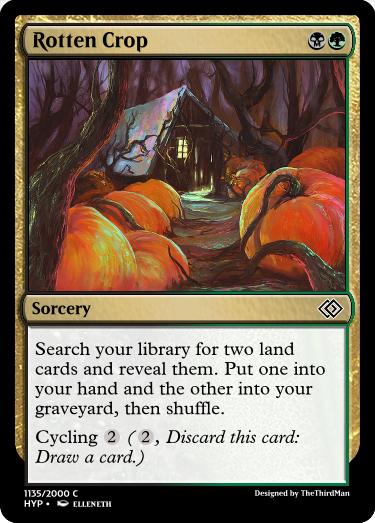 Rotten Crop
Sorcery
Search your library for two land
cards and reveal them. Put one into
your hand and the other into your
graveyard, then shuffle.
Cycling 2 ( 2, Discard this card:
Draw a card.)
1135/2000 C
HYP • ELLENETH
Designed by TheThirdMan